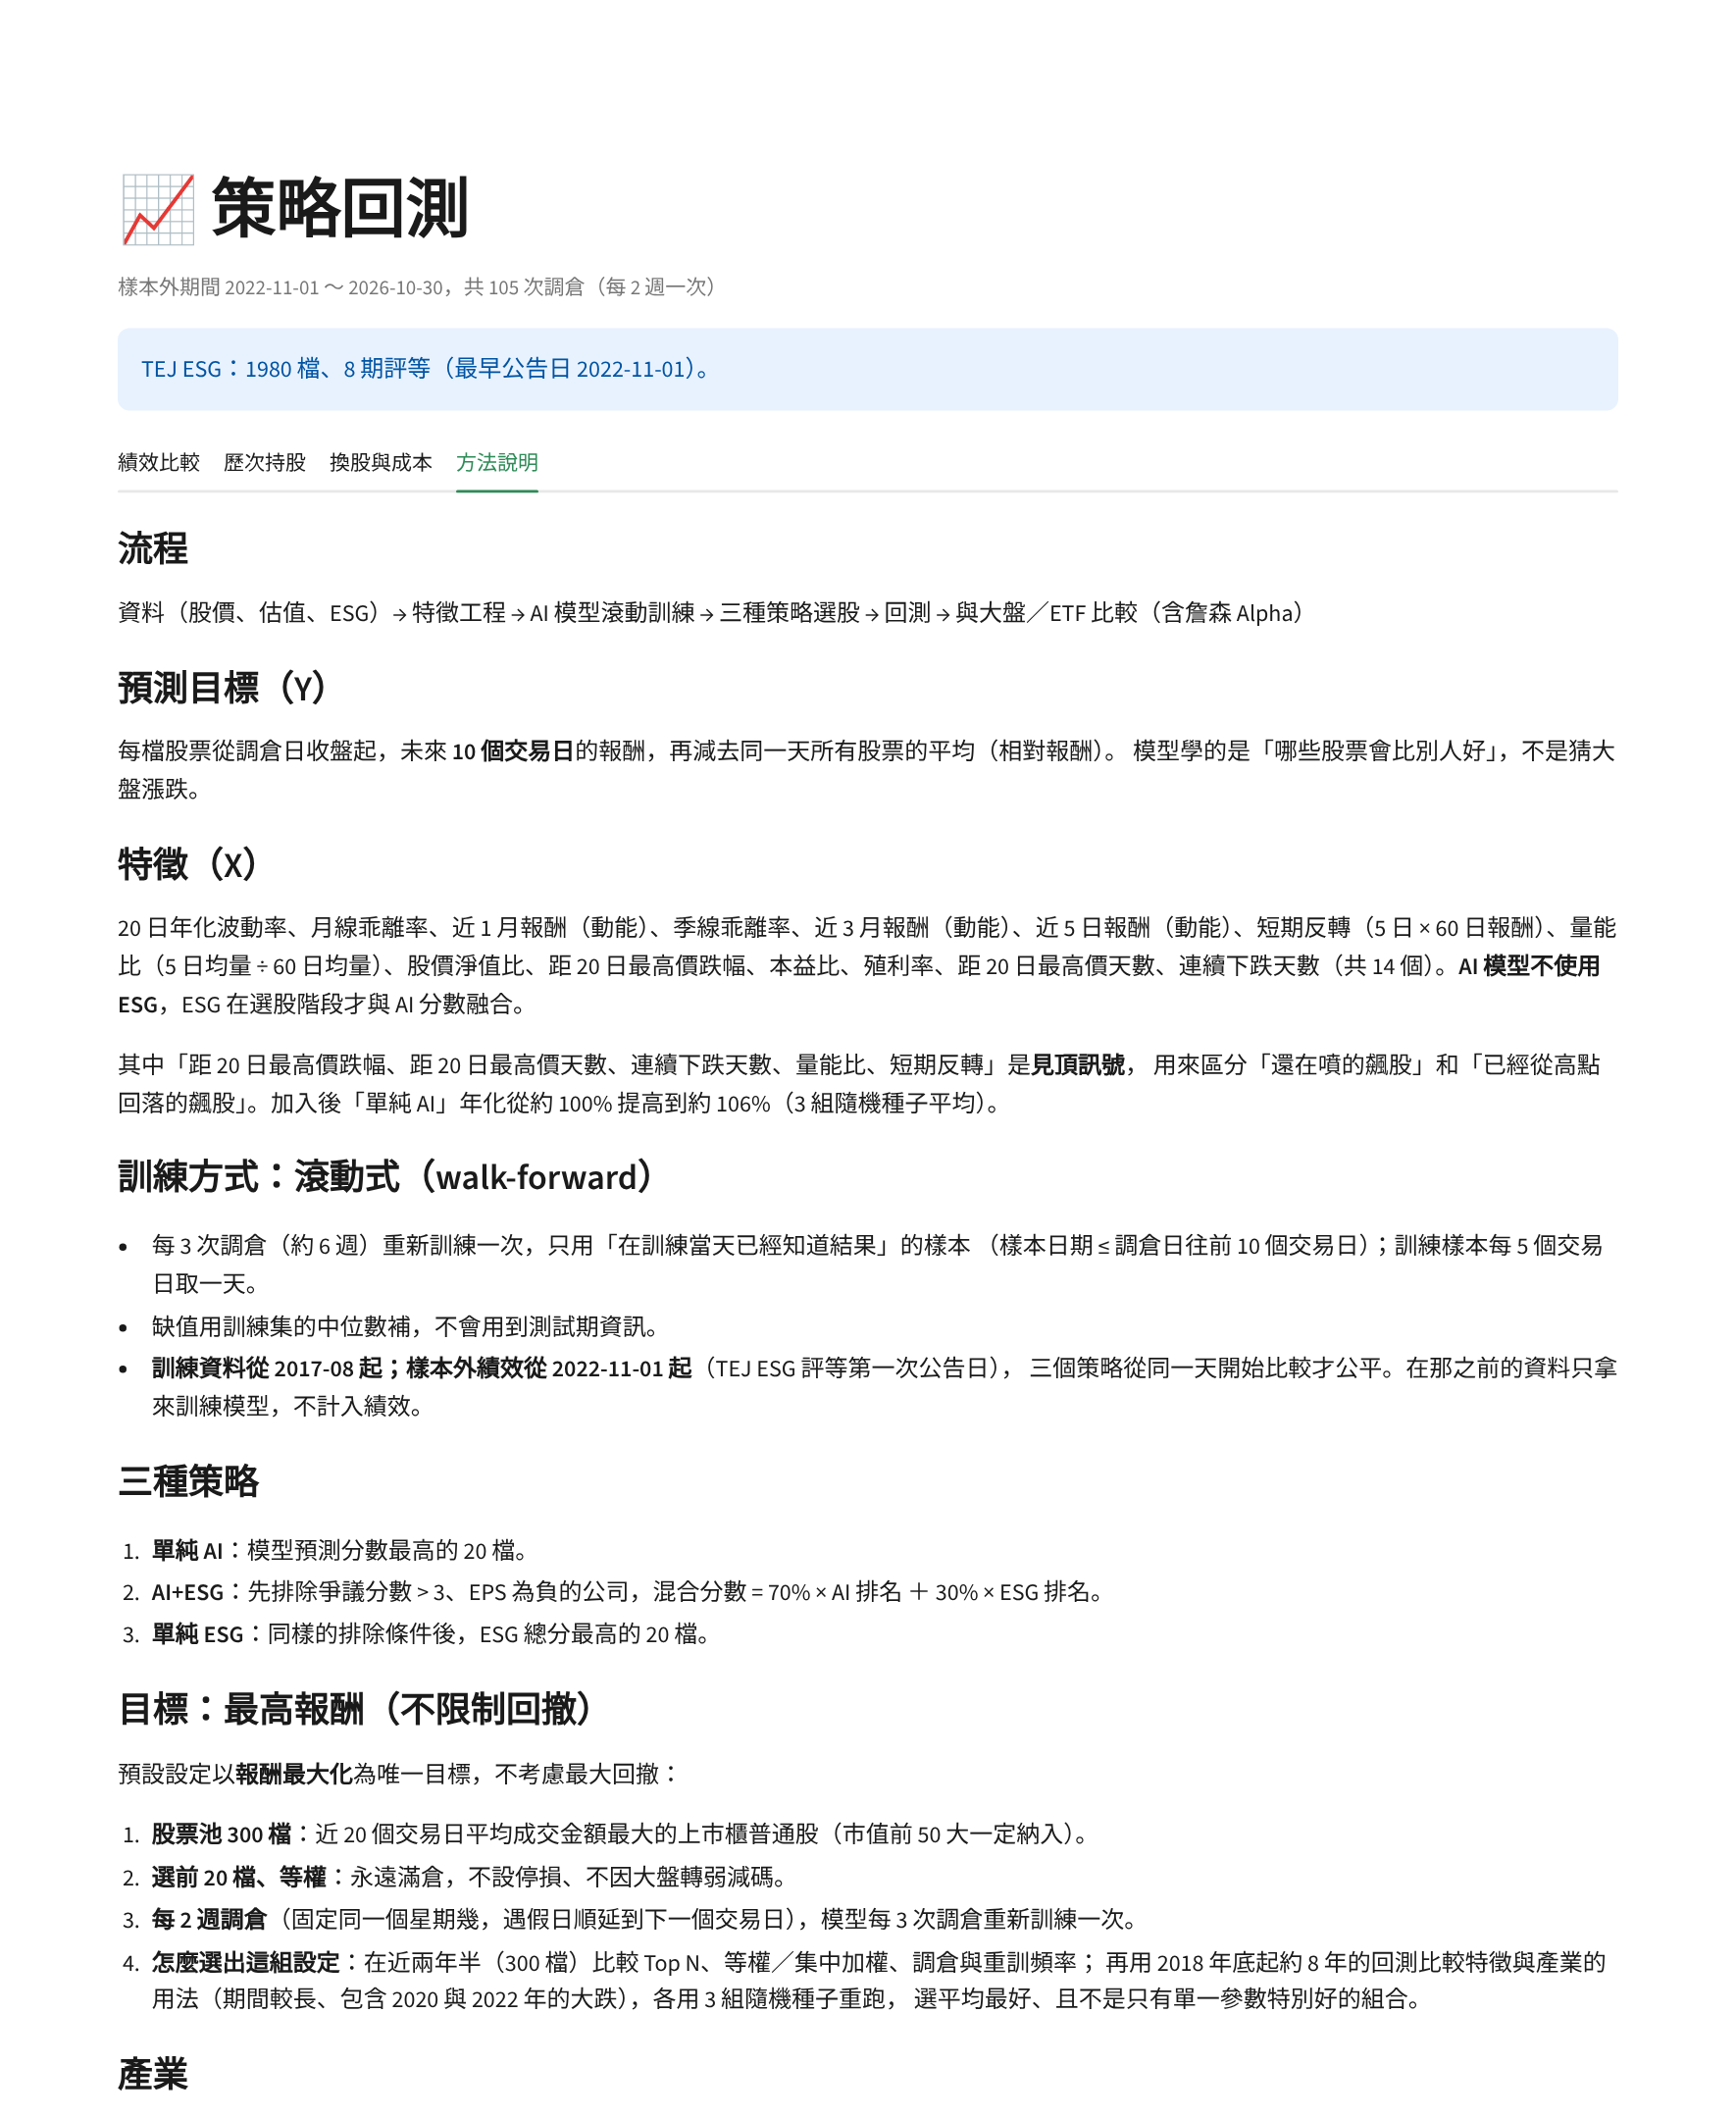 📈 策略回測
樣本外期間 2022-11-01 ～ 2026-10-30，共 105 次調倉（每 2 週一次）
TEJ ESG：1980 檔、8 期評等（最早公告日 2022-11-01）。
績效比較 歷次持股 換股與成本 方法說明
流程
資料（股價、估值、ESG）→ 特徵工程 → AI 模型滾動訓練 → 三種策略選股 → 回測 → 與大盤／ETF 比較（含詹森 Alpha）
預測目標（Y）
每檔股票從調倉日收盤起，未來 10 個交易日的報酬，再減去同一天所有股票的平均（相對報酬）。 模型學的是「哪些股票會比別人好」，不是猜大
盤漲跌。
特徵（X）
20 日年化波動率、月線乖離率、近 1 月報酬（動能）、季線乖離率、近 3 月報酬（動能）、近 5 日報酬（動能）、短期反轉（5 日 × 60 日報酬）、量能
比（5 日均量 ÷ 60 日均量）、股價淨值比、距 20 日最高價跌幅、本益比、殖利率、距 20 日最高價天數、連續下跌天數（共 14 個）。AI 模型不使用
ESG，ESG 在選股階段才與 AI 分數融合。
其中「距 20 日最高價跌幅、距 20 日最高價天數、連續下跌天數、量能比、短期反轉」是見頂訊號， 用來區分「還在噴的飆股」和「已經從高點
回落的飆股」。加入後「單純 AI」年化從約 100% 提高到約 106%（3 組隨機種子平均）。
訓練方式：滾動式（walk-forward）
• 每 3 次調倉（約 6 週）重新訓練一次，只用「在訓練當天已經知道結果」的樣本 （樣本日期 ≤ 調倉日往前 10 個交易日）；訓練樣本每 5 個交易
日取一天。
• 缺值用訓練集的中位數補，不會用到測試期資訊。
• 訓練資料從 2017-08 起；樣本外績效從 2022-11-01 起（TEJ ESG 評等第一次公告日）， 三個策略從同一天開始比較才公平。在那之前的資料只拿
來訓練模型，不計入績效。
三種策略
1. 單純 AI：模型預測分數最高的 20 檔。
2. AI+ESG：先排除爭議分數 > 3、EPS 為負的公司，混合分數 = 70% × AI 排名 ＋ 30% × ESG 排名。
3. 單純 ESG：同樣的排除條件後，ESG 總分最高的 20 檔。
目標：最高報酬（不限制回撤）
預設設定以報酬最大化為唯一目標，不考慮最大回撤：
1. 股票池 300 檔：近 20 個交易日平均成交金額最大的上市櫃普通股（市值前 50 大一定納入）。
2. 選前 20 檔、等權：永遠滿倉，不設停損、不因大盤轉弱減碼。
3. 每 2 週調倉（固定同一個星期幾，遇假日順延到下一個交易日），模型每 3 次調倉重新訓練一次。
4. 怎麼選出這組設定：在近兩年半（300 檔）比較 Top N、等權／集中加權、調倉與重訓頻率； 再用 2018 年底起約 8 年的回測比較特徵與產業的
用法（期間較長、包含 2020 與 2022 年的大跌），各用 3 組隨機種子重跑， 選平均最好、且不是只有單一參數特別好的組合。
產業